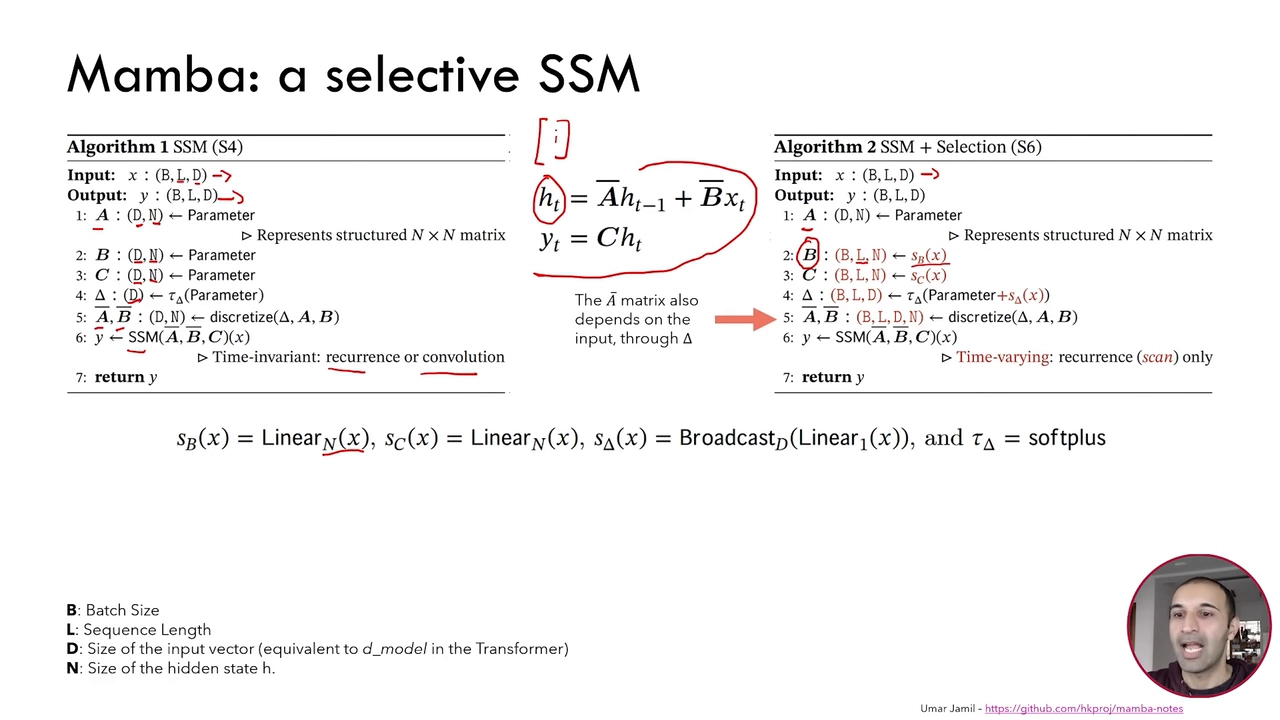 Mamba: a selective SSM
Algorithm 1 SSM (S4)
Input: x : (B, L, D)
Output: y : (B, L, D)
1: A : (D, N) ← Parameter
▷ Represents structured N × N matrix
2: B : (D, N) ← Parameter
3: C : (D, N) ← Parameter
4: Δ : (D) ← τ_Δ(Parameter)
5: A̅, B̅ : (D, N) ← discretize(Δ, A, B)
6: y ← SSM(A̅, B̅, C)(x)
▷ Time-invariant: recurrence or convolution
7: return y
[i]
h_t = A̅h_{t−1} + B̅x_t
y_t = Ch_t
The A̅ matrix also
depends on the
input, through Δ
Algorithm 2 SSM + Selection (S6)
Input: x : (B, L, D)
Output: y : (B, L, D)
1: A : (D, N) ← Parameter
▷ Represents structured N × N matrix
2: B : (B, L, N) ← s_B(x)
3: C : (B, L, N) ← s_C(x)
4: Δ : (B, L, D) ← τ_Δ(Parameter+s_Δ(x))
5: A̅, B̅ : (B, L, D, N) ← discretize(Δ, A, B)
6: y ← SSM(A̅, B̅, C)(x)
▷ Time-varying: recurrence (scan) only
7: return y
s_B(x) = Linear_N(x), s_C(x) = Linear_N(x), s_Δ(x) = Broadcast_D(Linear_1(x)), and τ_Δ = softplus
B: Batch Size
L: Sequence Length
D: Size of the input vector (equivalent to d_model in the Transformer)
N: Size of the hidden state h.
Umar Jamil - https://github.com/hkproj/mamba-notes